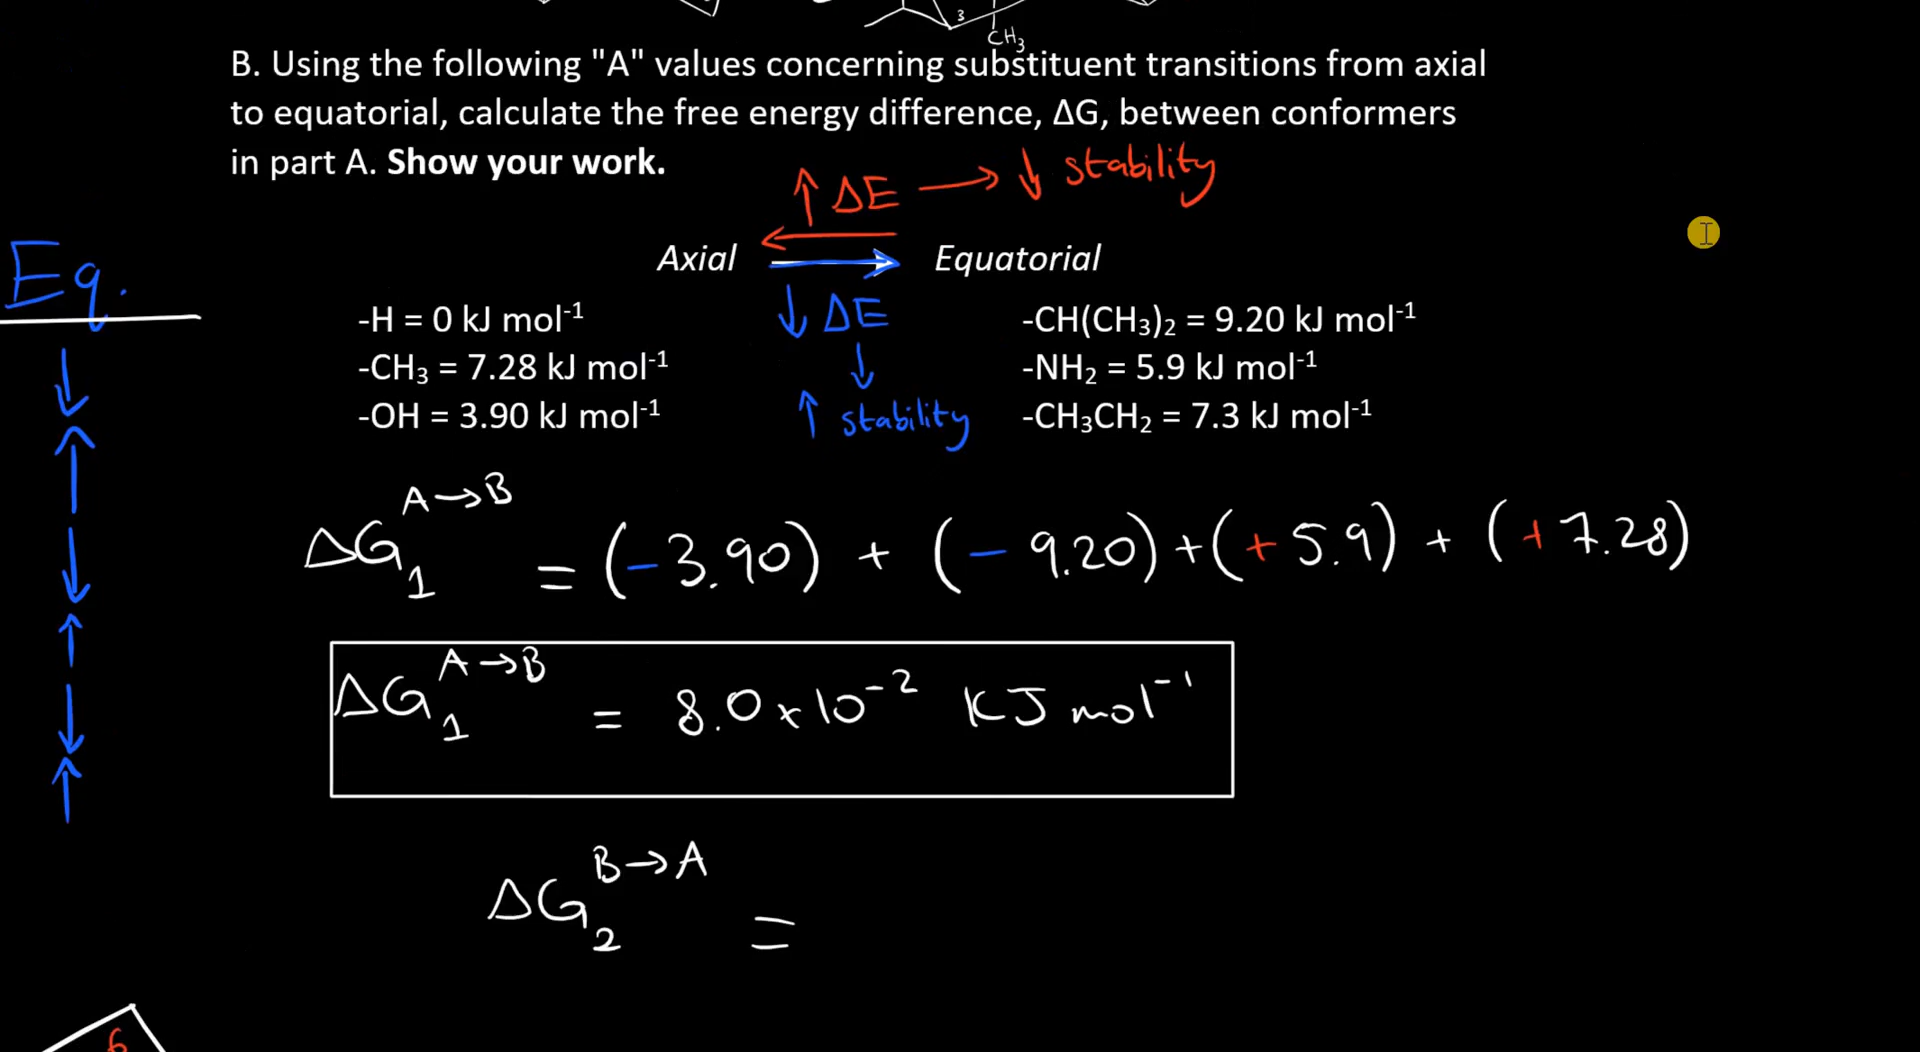 3
CH₃
B. Using the following "A" values concerning substituent transitions from axial
to equatorial, calculate the free energy difference, ΔG, between conformers
in part A. Show your work.
↑ ΔE → ↓ stability
Eq.
Axial Equatorial
-H = 0 kJ mol⁻¹ ↓ ΔE -CH(CH₃)₂ = 9.20 kJ mol⁻¹
-CH₃ = 7.28 kJ mol⁻¹ ↓ -NH₂ = 5.9 kJ mol⁻¹
-OH = 3.90 kJ mol⁻¹ ↑ stability -CH₃CH₂ = 7.3 kJ mol⁻¹
ΔG₁ᴬ→ᴮ = (-3.90) + (-9.20) + (+5.9) + (+7.28)
ΔG₁ᴬ→ᴮ = 8.0 x 10⁻² KJ mol⁻¹
ΔG₂ᴮ→ᴬ =
6